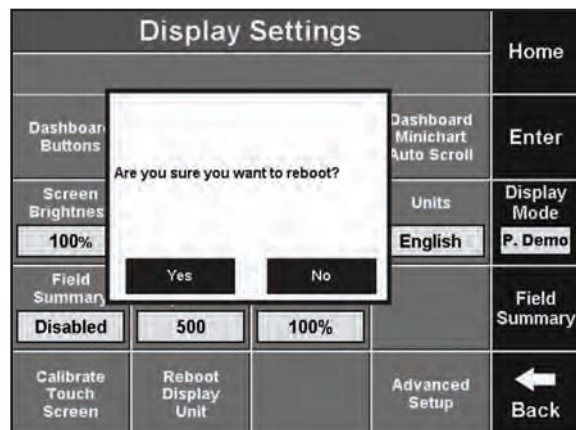 Display Settings
Home
Dashboard
Buttons
Dashboard
Minichart
Auto Scroll
Enter
Are you sure you want to reboot?
Screen
Brightness
100%
Units
English
Display
Mode
P. Demo
Yes
No
Field
Summary
Disabled
500
100%
Field
Summary
Calibrate
Touch
Screen
Reboot
Display
Unit
Advanced
Setup
Back